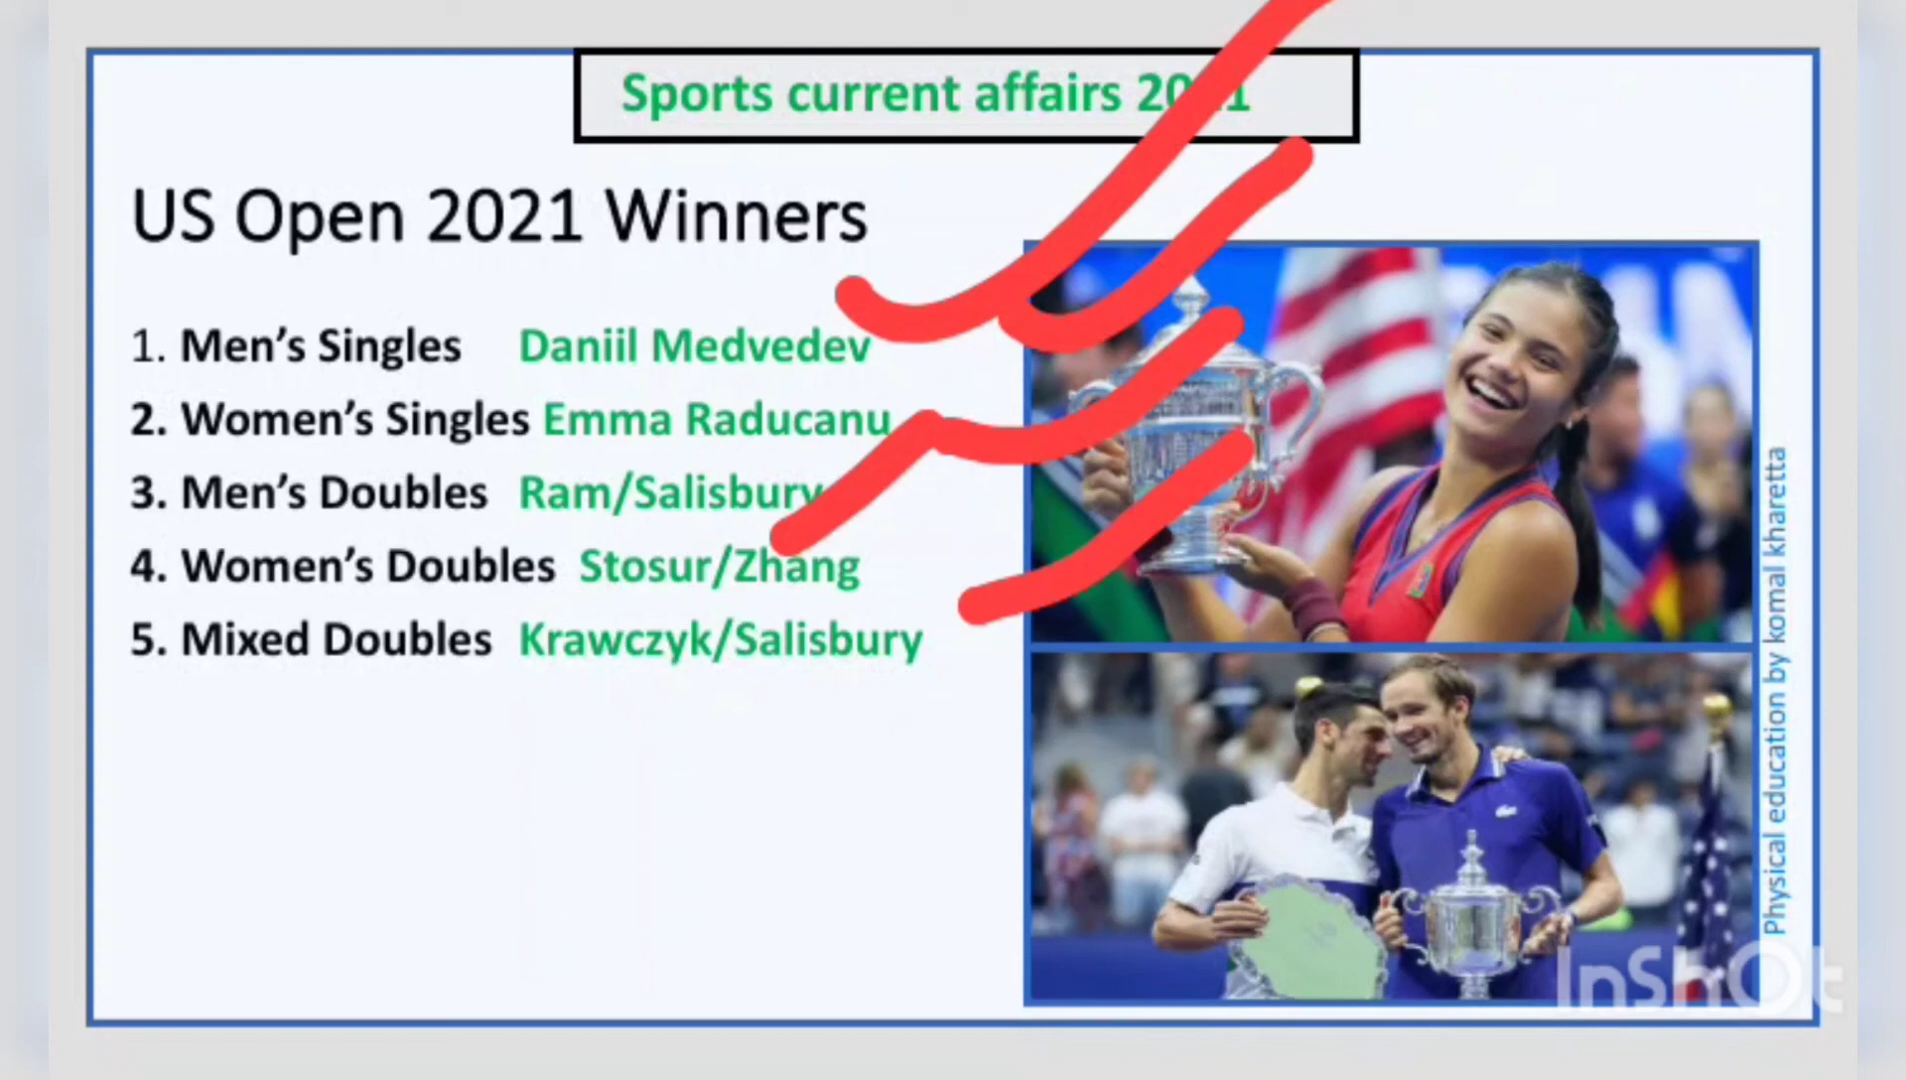 Sports current affairs 2021
US Open 2021 Winners
1. Men's Singles Daniil Medvedev
2. Women's Singles Emma Raducanu
3. Men's Doubles Ram/Salisbury
4. Women's Doubles Stosur/Zhang
5. Mixed Doubles Krawczyk/Salisbury
Physical education by komal kharetta
InShOt